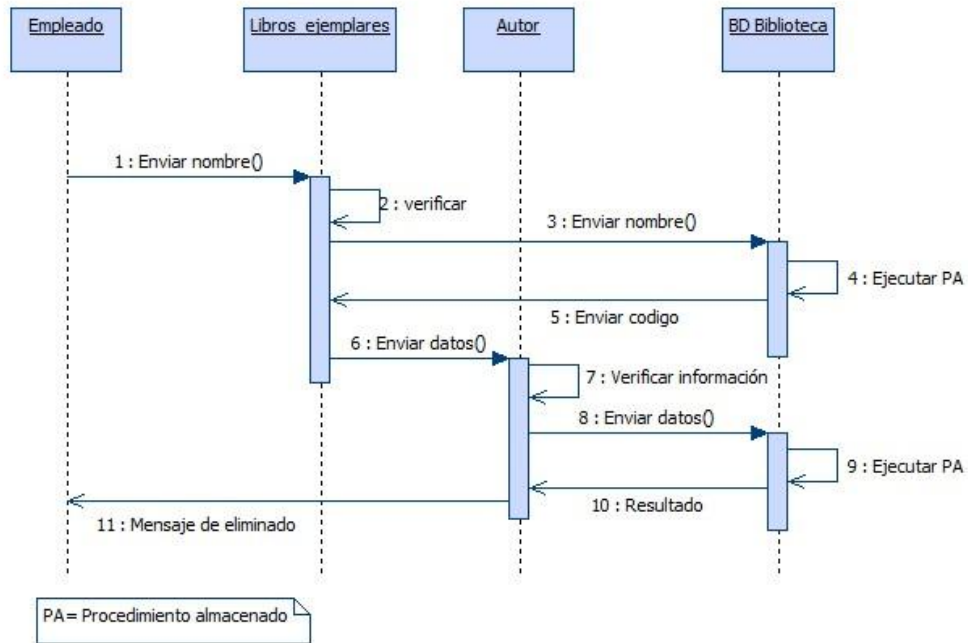 Empleado
Libros ejemplares
Autor
BD Biblioteca
1 : Enviar nombre()
2 : verificar
3 : Enviar nombre()
4 : Ejecutar PA
5 : Enviar codigo
6 : Enviar datos()
7 : Verificar información
8 : Enviar datos()
9 : Ejecutar PA
10 : Resultado
11 : Mensaje de eliminado
PA= Procedimiento almacenado